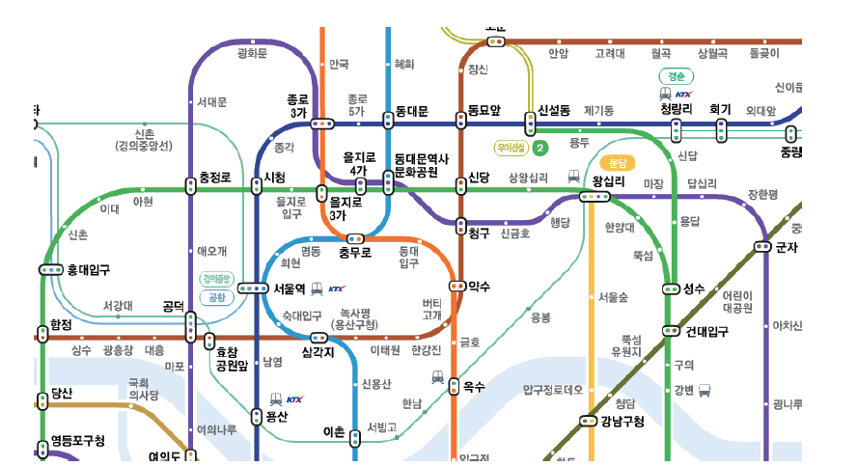 광화문
안국
혜화
창신
안암
고려대
월곡
상월곡
돌곶이
경춘
KTX
서대문
종로
3가
종로
5가
동대문
동묘앞
신설동
제기동
청량리
회기
외대앞
신촌
(경의중앙선)
종각
을지로
4가
동대문역사
문화공원
우이신설
2
용두
신답
중랑
분당
충정로
시청
신당
상왕십리
왕십리
마장
답십리
장한평
아현
이대
을지로
입구
을지로
3가
신촌
청구
신금호
행당
한양대
용답
애오개
명동
충무로
동대
입구
뚝섬
군자
회현
홍대입구
경의중앙
공항
서울역
KTX
약수
성수
서강대
공덕
숙대입구
녹사평
(용산구청)
버티
고개
응봉
서울숲
어린이
대공원
합정
상수
광흥창
대흥
효창
공원앞
삼각지
이태원
한강진
금호
뚝섬
유원지
건대입구
아차산
마포
남영
구의
국회
의사당
신용산
옥수
압구정로데오
강변
당산
KTX
한남
청담
광나루
여의나루
용산
이촌
서빙고
강남구청
영등포구청
여의도